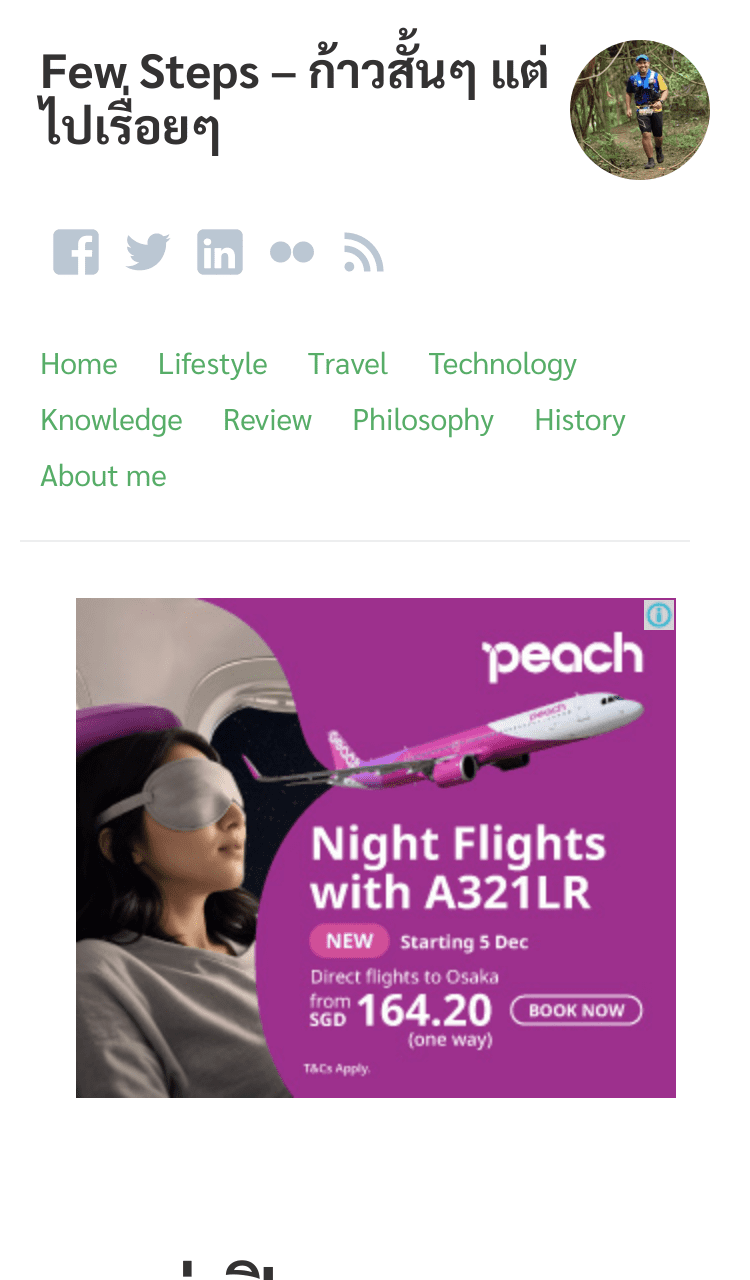 Few Steps – ก้าวสั้นๆ แต่
ไปเรื่อยๆ
Home Lifestyle Travel Technology
Knowledge Review Philosophy History
About me
peach
peach
Night Flights
with A321LR
NEW Starting 5 Dec
Direct flights to Osaka
from
SGD 164.20 BOOK NOW
(one way)
T&Cs Apply.